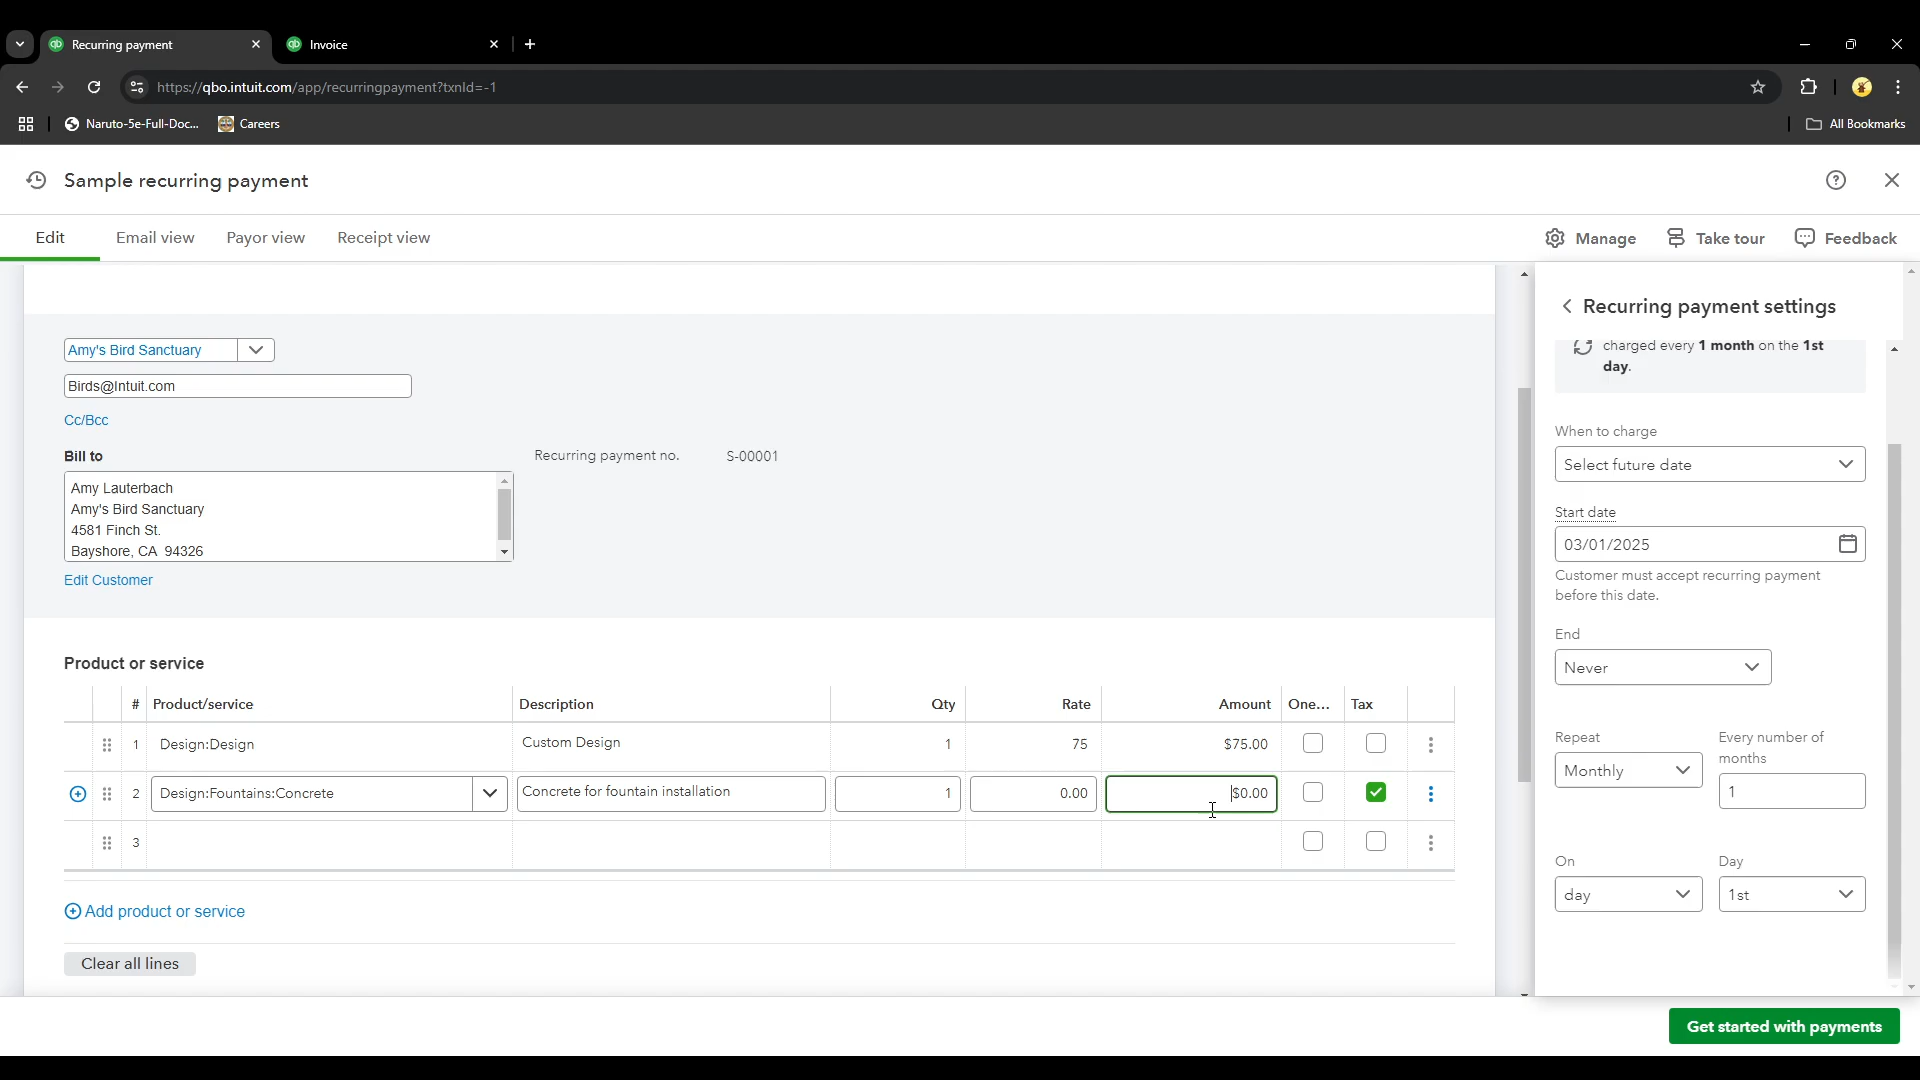 Recurring payment
Invoice
https://qbo.intuit.com/app/recurringpayment?txnId=-1
Naruto-5e-Full-Doc...
Careers
All Bookmarks
Sample recurring payment
Edit
Email view
Payor view
Receipt view
Manage
Take tour
Feedback
Amy's Bird Sanctuary
Birds@Intuit.com
Cc/Bcc
Bill to
Recurring payment no.
S-00001
Amy Lauterbach
Amy's Bird Sanctuary
4581 Finch St.
Bayshore, CA 94326
Edit Customer
Product or service
# Product/service Description Qty Rate Amount One... Tax
1 Design:Design Custom Design 1 75 $75.00
2 Design:Fountains:Concrete Concrete for fountain installation 1 0.00 $0.00
3
Add product or service
Clear all lines
Recurring payment settings
charged every 1 month on the 1st
day.
When to charge
Select future date
Start date
03/01/2025
Customer must accept recurring payment
before this date.
End
Never
Repeat
Monthly
Every number of
months
1
On
day
Day
1st
Get started with payments